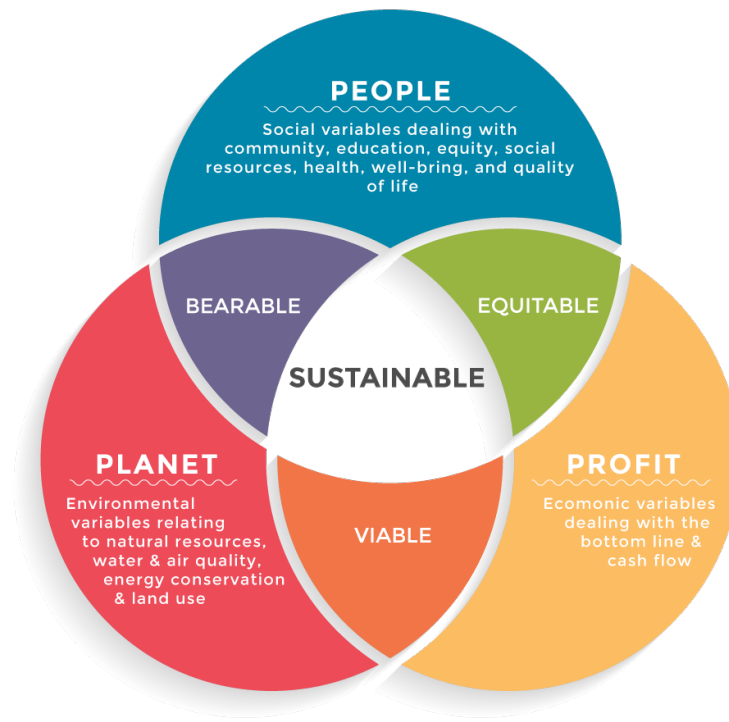 PEOPLE
Social variables dealing with
community, education, equity, social
resources, health, well-bring, and quality
of life
BEARABLE
EQUITABLE
SUSTAINABLE
PLANET
Environmental
variables relating
to natural resources,
water & air quality,
energy conservation
& land use
PROFIT
Ecomonic variables
dealing with the
bottom line &
cash flow
VIABLE